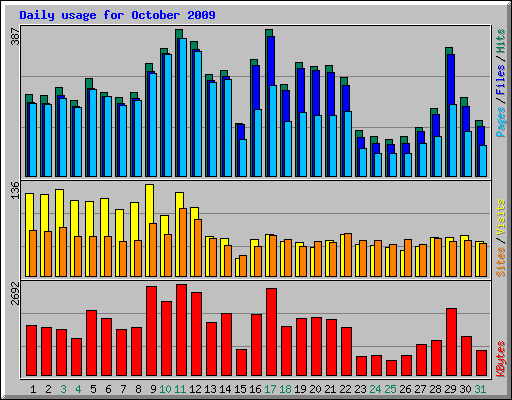 Daily usage for October 2009
387
Pages / Files / Hits
136
Sites / Visits
2692
KBytes
1 2 3 4 5 6 7 8 9 10 11 12 13 14 15 16 17 18 19 20 21 22 23 24 25 26 27 28 29 30 31